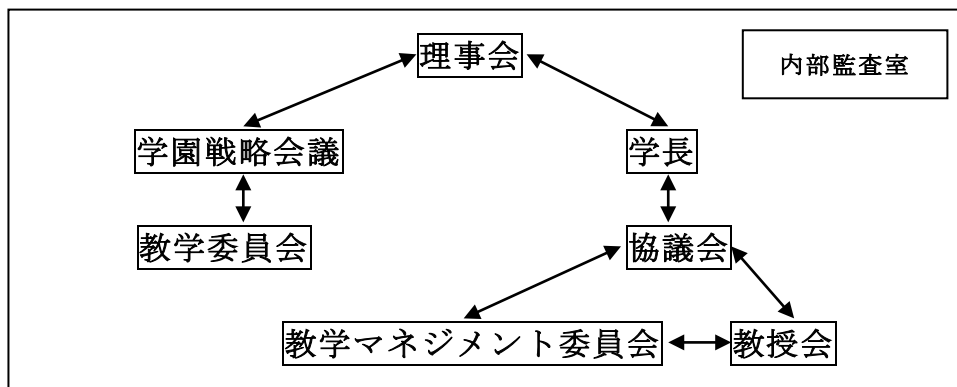 理事会
内部監査室
学園戦略会議
学長
教学委員会
協議会
教学マネジメント委員会
教授会